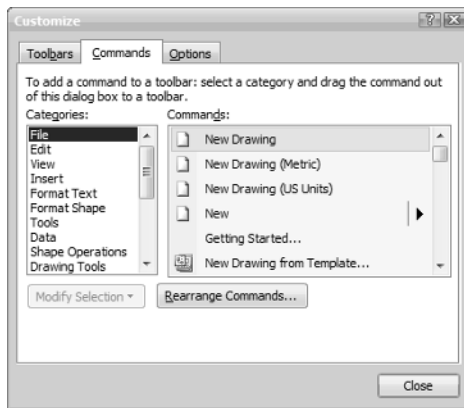 Customize
Toolbars Commands Options
To add a command to a toolbar: select a category and drag the command out
of this dialog box to a toolbar.
Categories: Commands:
File
Edit
View
Insert
Format Text
Format Shape
Tools
Data
Shape Operations
Drawing Tools
New Drawing
New Drawing (Metric)
New Drawing (US Units)
New
Getting Started...
New Drawing from Template...
Modify Selection Rearrange Commands...
Close